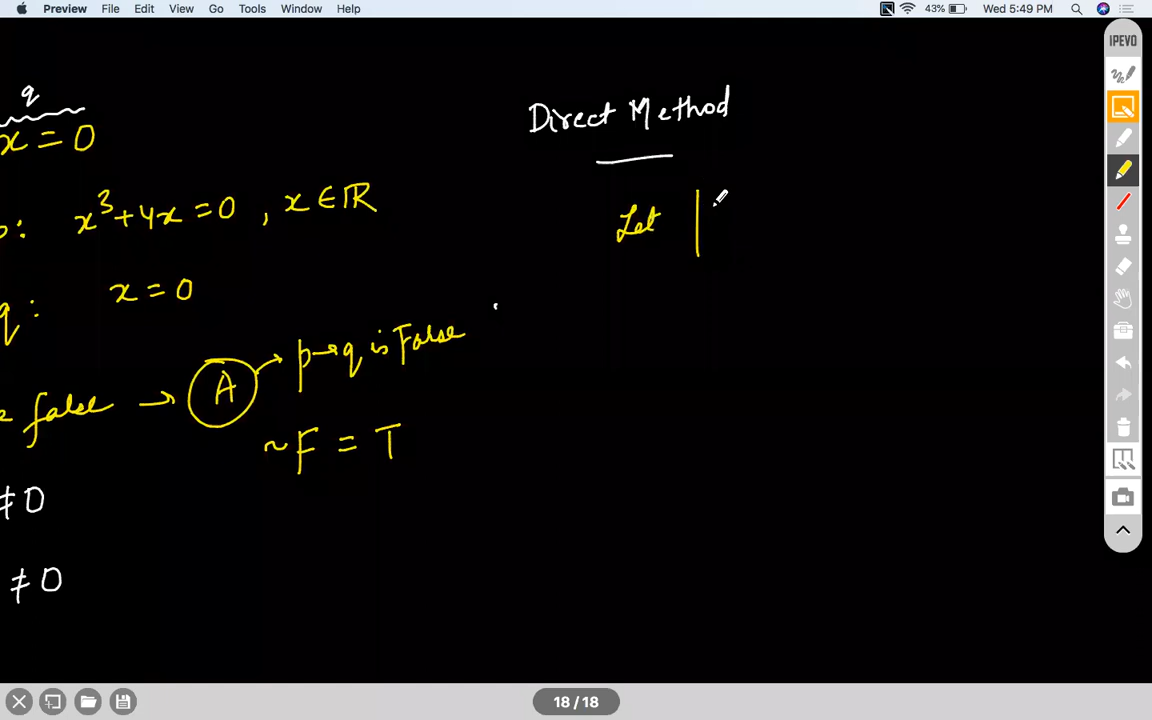 Preview File Edit View Go Tools Window Help 43% Wed 5:49 PM
IPEVO
q
x = 0
Direct Method
x³+4x = 0 , x ∈ ℝ
Let
q : x = 0
false → A → p→q is False
~F = T
≠ 0
≠ 0
18 / 18